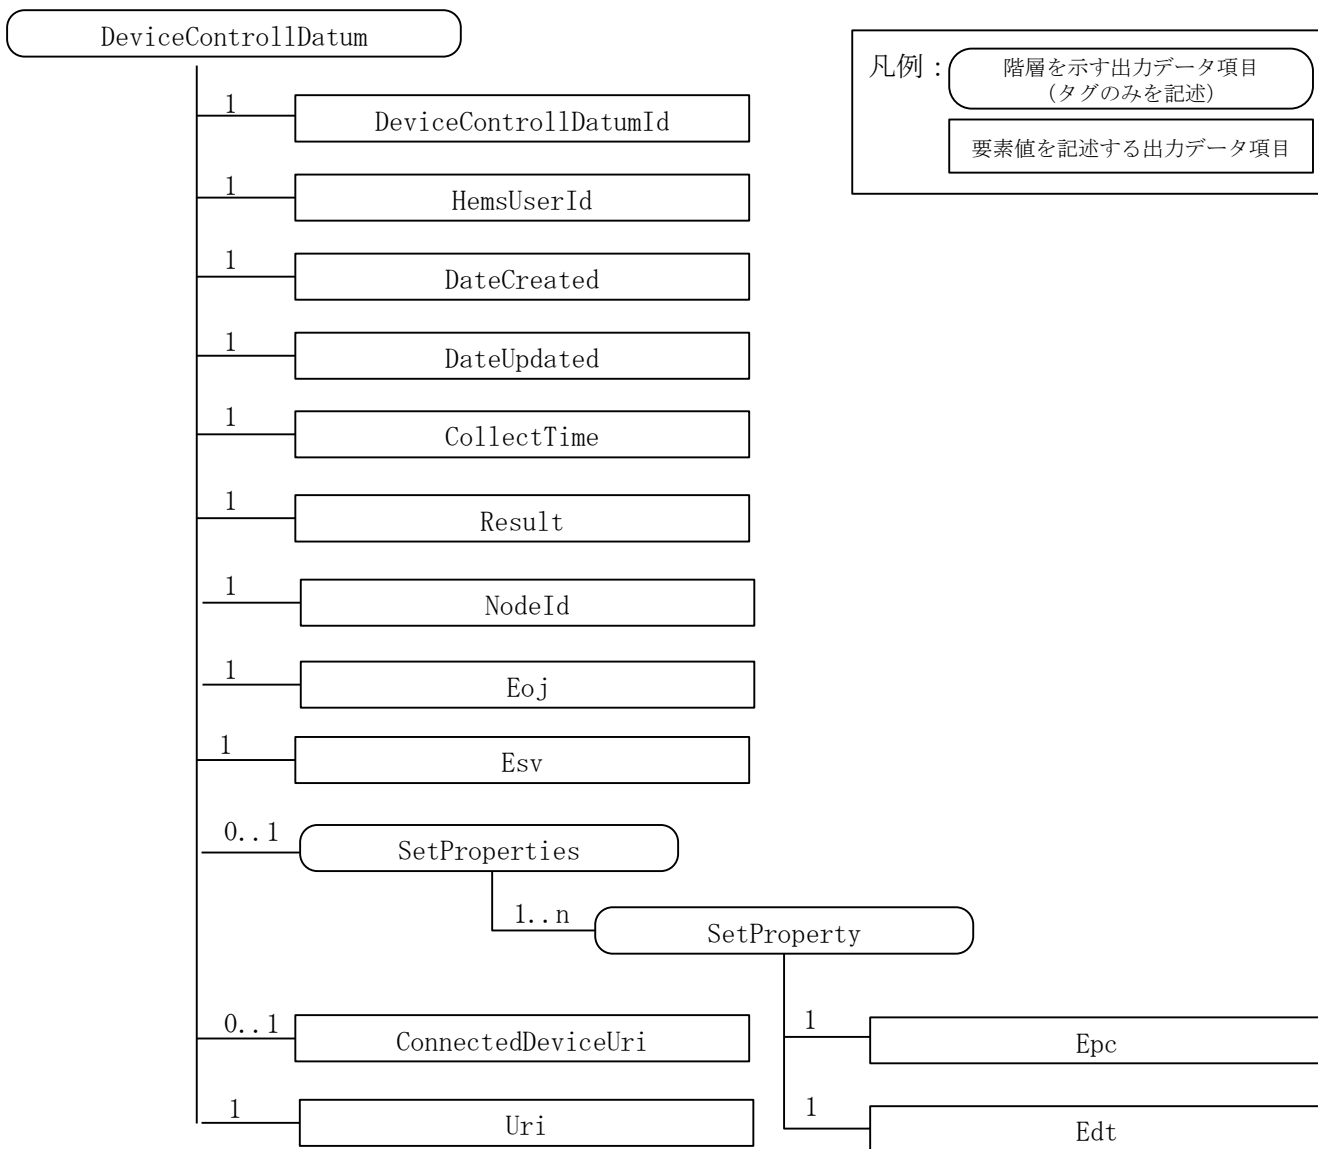 DeviceControllDatum
凡例：
階層を示す出力データ項目
（タグのみを記述）
要素値を記述する出力データ項目
1
DeviceControllDatumId
1
HemsUserId
1
DateCreated
1
DateUpdated
1
CollectTime
1
Result
1
NodeId
1
Eoj
1
Esv
0..1
SetProperties
1..n
SetProperty
0..1
ConnectedDeviceUri
1
Epc
1
Uri
1
Edt